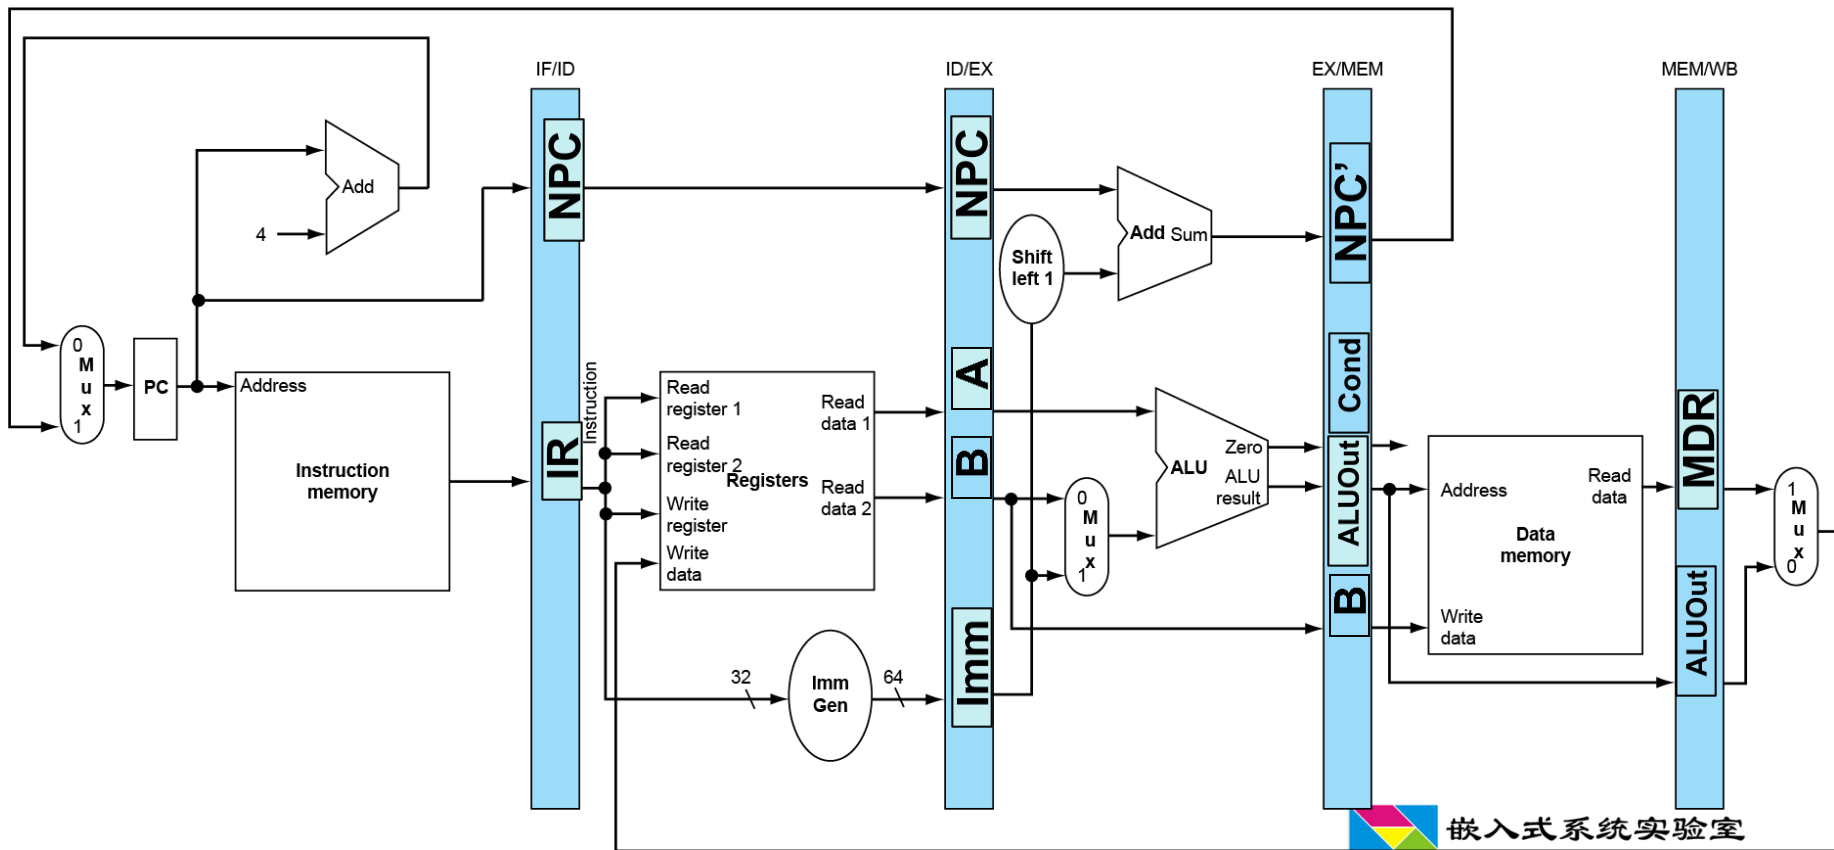 IF/ID
ID/EX
EX/MEM
MEM/WB
NPC
NPC
NPC’
Add
4
Add Sum
Shift
left 1
0
M
u
x
1
PC
Address
Instruction
memory
IR
Instruction
Read
register 1
Read
register 2
Registers
Write
register
Write
data
Read
data 1
Read
data 2
32
Imm
Gen
64
A
B
Imm
0
M
u
x
1
Zero
ALU
ALU
result
Cond
ALUOut
B
Address
Read
data
Data
memory
Write
data
MDR
ALUOut
1
M
u
x
0
嵌入式系统实验室